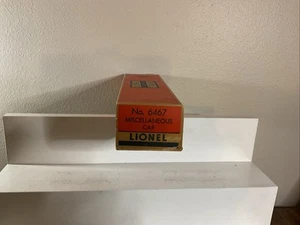 No. 6467
MISCELLANEOUS
CAR
LIONEL